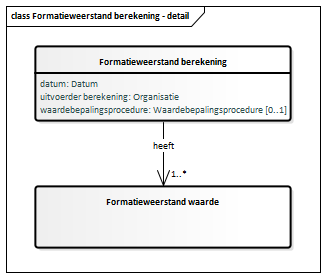 class Formatieweerstand berekening - detail
Formatieweerstand berekening
datum: Datum
uitvoerder berekening: Organisatie
waardebepalingsprocedure: Waardebepalingsprocedure [0..1]
heeft
1..*
Formatieweerstand waarde